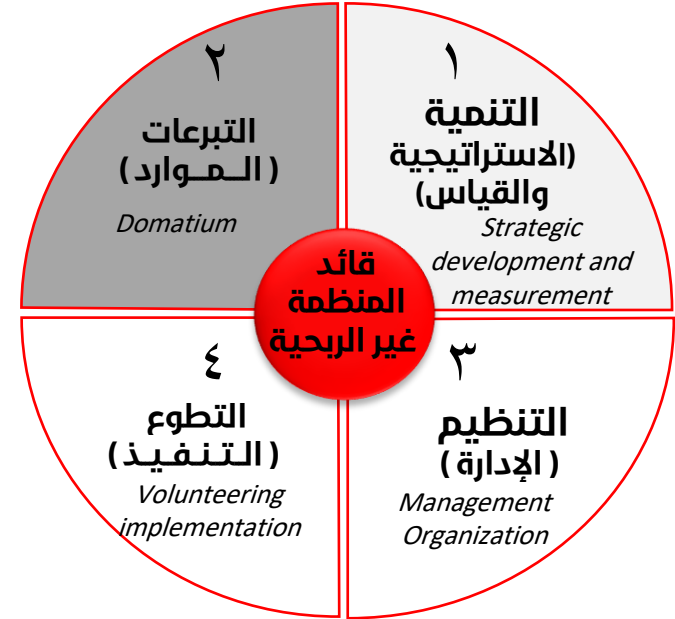 ١
التنمية
(الاستراتيجية
والقياس)
Strategic
development and
measurement
٢
التبرعات
(الـمـوارد)
Domatium
قائد
المنظمة
غير الربحية
٣
التنظيم
(الإدارة)
Management
Organization
٤
التطوع
(الـتـنـفـيـذ)
Volunteering
implementation